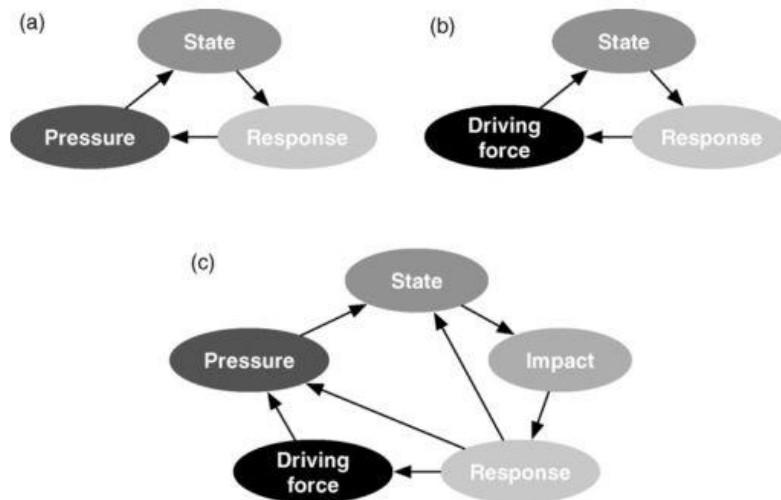 (a)
State
Pressure
Response
(b)
State
Driving
force
Response
(c)
State
Pressure
Impact
Driving
force
Response